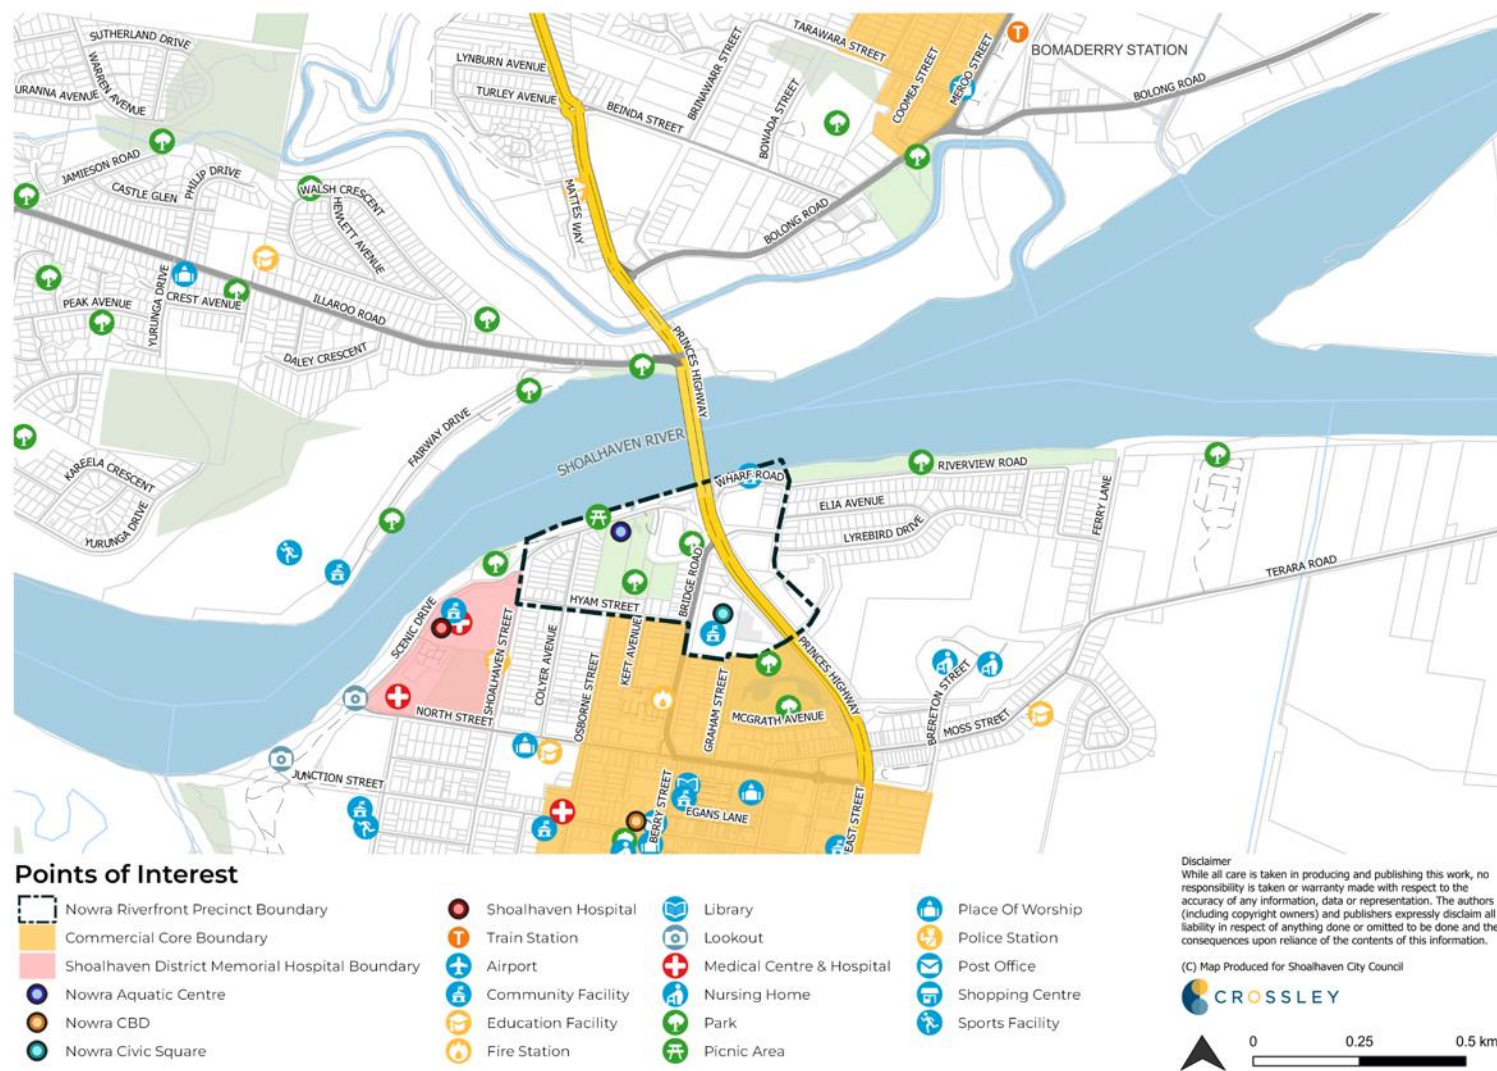 SUTHERLAND DRIVE
WARREN AVENUE
URANNA AVENUE
JAMIESON ROAD
CASTLE GLEN
PHILIP DRIVE
WALSH CRESCENT
HEWLETT AVENUE
LYNBURN AVENUE
TURLEY AVENUE
BEINDA STREET
BRINAWARR STREET
BOWADA STREET
TARAWARA STREET
COOMEA STREET
MEROO STREET
T
BOMADERRY STATION
BOLONG ROAD
BOLONG ROAD
MATTES WAY
PEAK AVENUE
YURUNGA DRIVE
CREST AVENUE
ILLAROO ROAD
DALEY CRESCENT
PRINCES HIGHWAY
FAIRWAY DRIVE
SHOALHAVEN RIVER
KAREELA CRESCENT
YURUNGA DRIVE
WHARF ROAD
RIVERVIEW ROAD
ELIA AVENUE
LYREBIRD DRIVE
FERRY LANE
TERARA ROAD
SCENIC DRIVE
HYAM STREET
BRIDGE ROAD
SHOALHAVEN STREET
COLYER AVENUE
OSBORNE STREET
KEFT AVENUE
GRAHAM STREET
PRINCES HIGHWAY
MCGRATH AVENUE
BRERETON STREET
MOSS STREET
NORTH STREET
JUNCTION STREET
BERRY STREET
EGANS LANE
EAST STREET
Points of Interest
Nowra Riverfront Precinct Boundary
Commercial Core Boundary
Shoalhaven District Memorial Hospital Boundary
Nowra Aquatic Centre
Nowra CBD
Nowra Civic Square
Shoalhaven Hospital
T Train Station
Airport
Community Facility
Education Facility
Fire Station
Library
Lookout
Medical Centre & Hospital
Nursing Home
Park
Picnic Area
Place Of Worship
Police Station
Post Office
Shopping Centre
Sports Facility
Disclaimer
While all care is taken in producing and publishing this work, no
responsibility is taken or warranty made with respect to the
accuracy of any information, data or representation. The authors
(including copyright owners) and publishers expressly disclaim all
liability in respect of anything done or omitted to be done and the
consequences upon reliance of the contents of this information.
(C) Map Produced for Shoalhaven City Council
CROSSLEY
0 0.25 0.5 km